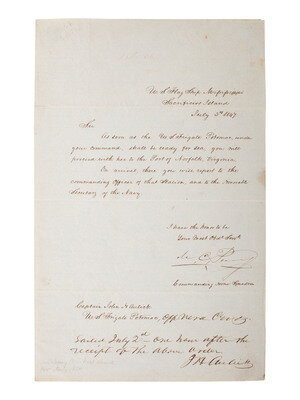 U S Flag Ship Mississippi
Sacrificios Island
July 2d 1847
Sir
As soon as the U S frigate Potomac, under
your command, shall be ready for sea, you will
proceed with her to the Port of Norfolk, Virginia
On arrival there you will report to the
commanding officer of that Station, and to the Honorable
Secretary of the Navy.
I have the honor to be
Your Most Obdt Servt
M. C. Perry
Commanding Home Squadron
Captain John H Aulick
U. S. frigate Potomac, Off Vera Cruz
Sailed July 2d one hour after the
receipt of the above order
J H Aulick